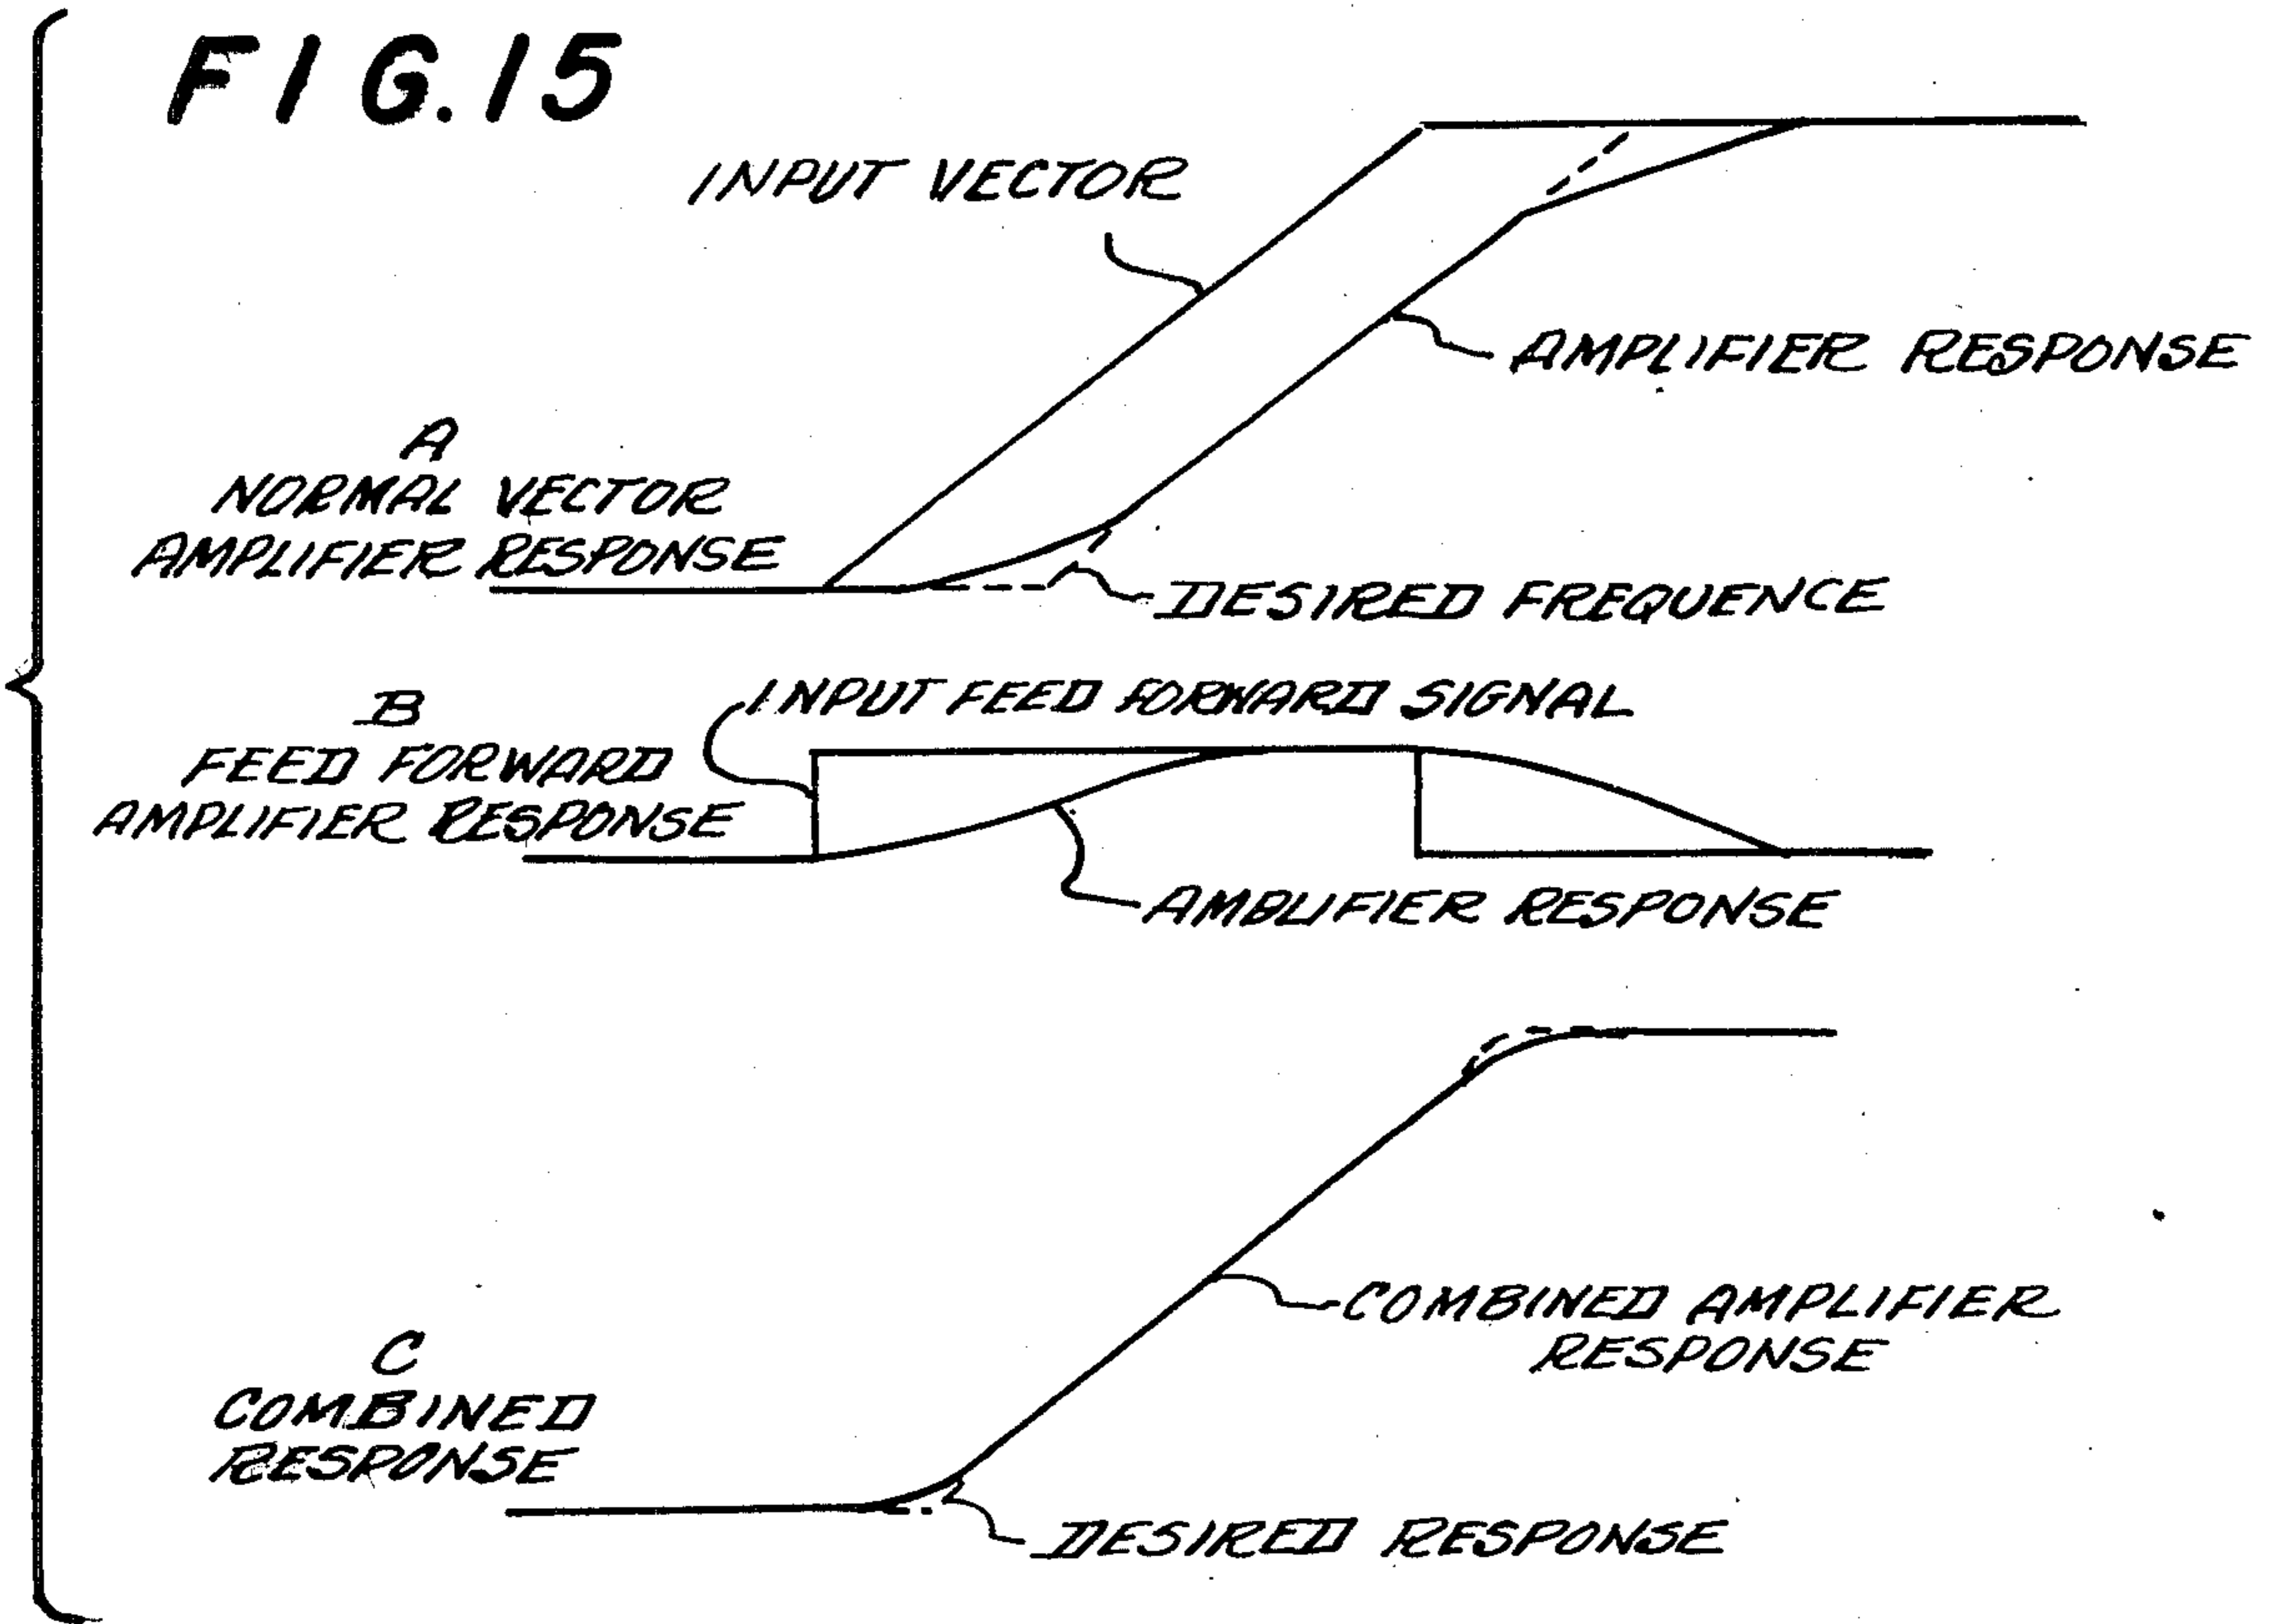 FIG.15
INPUT VECTOR
AMPLIFIER RESPONSE
A
NORMAL VECTOR
AMPLIFIER RESPONSE
DESIRED FREQUENCE
INPUT FEED FORWARD SIGNAL
B
FEED FORWARD
AMPLIFIER RESPONSE
AMBLIFIER RESPONSE
COMBINED AMPLIFIER
RESPONSE
C
COMBINED
RESPONSE
DESIRED RESPONSE